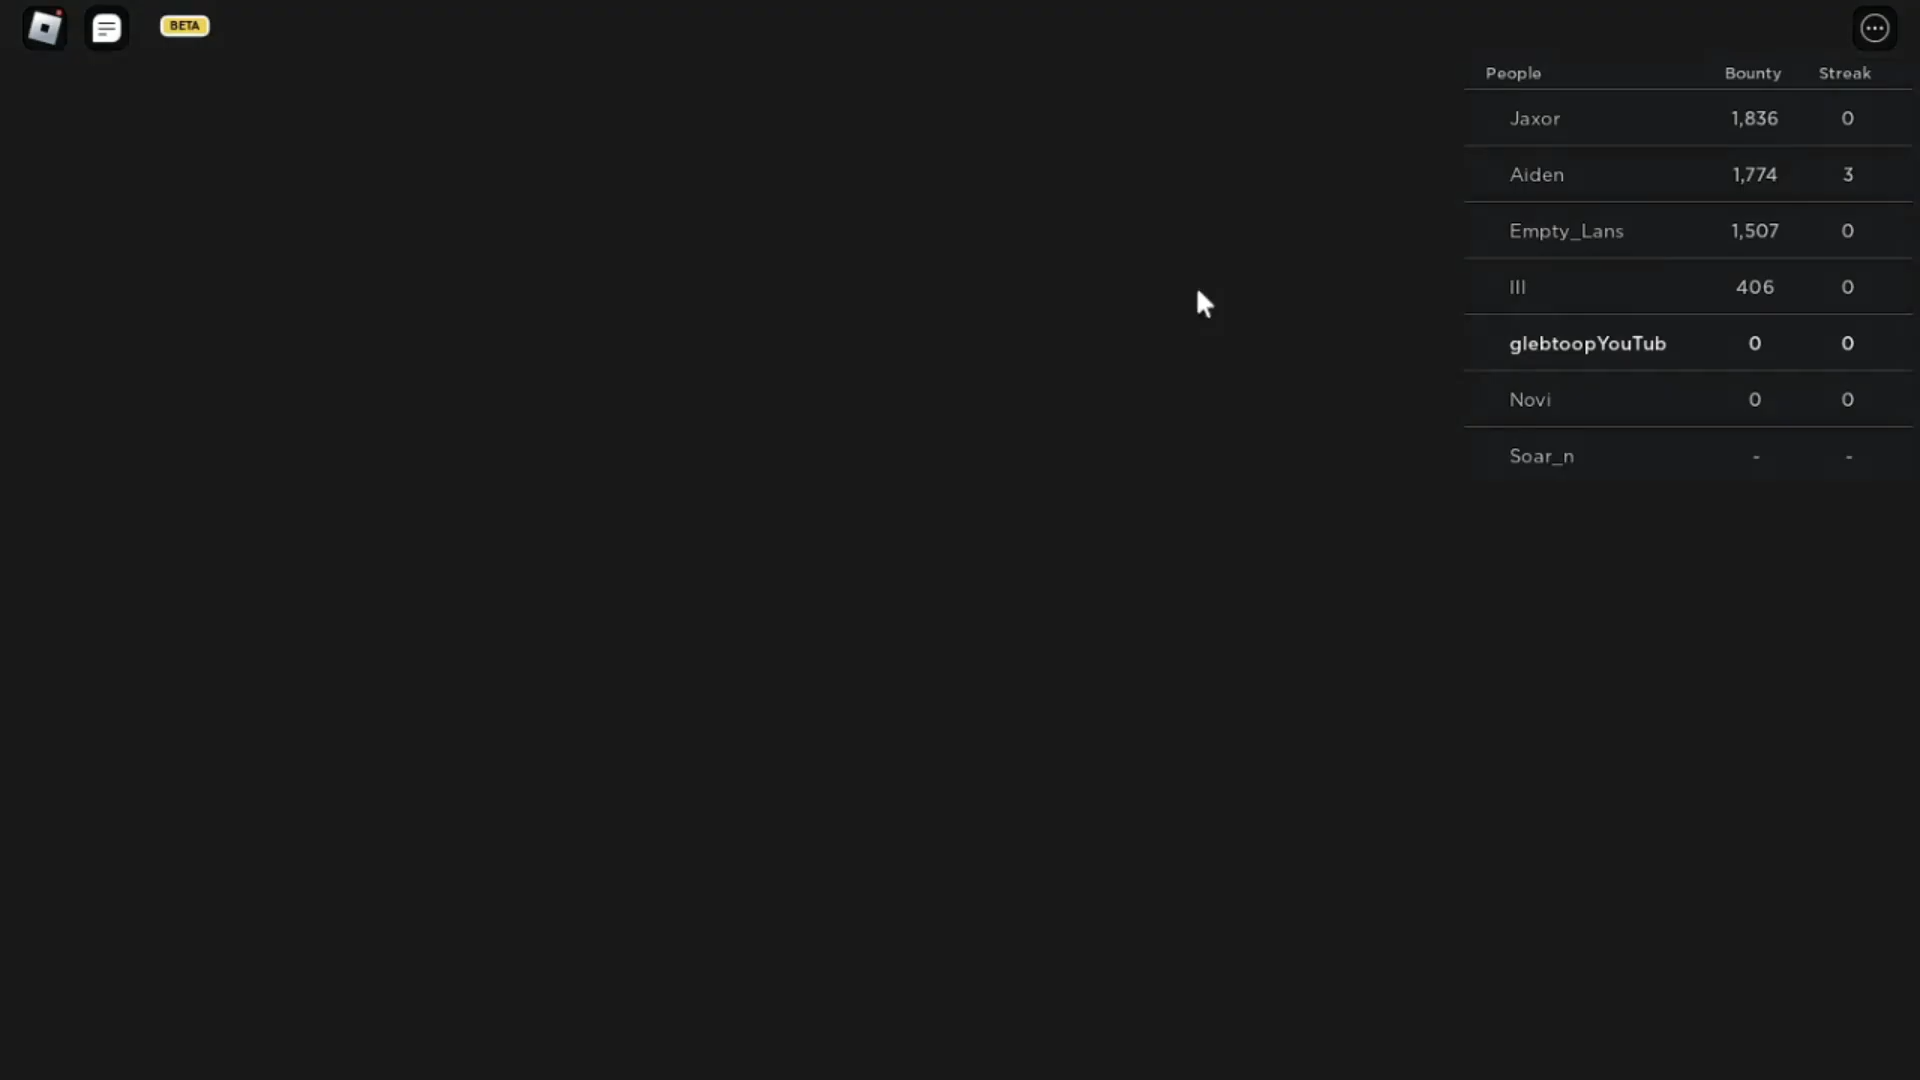 BETA
People Bounty Streak
Jaxor 1,836 0
Aiden 1,774 3
Empty_Lans 1,507 0
III 406 0
glebtoopYouTub 0 0
Novi 0 0
Soar_n - -